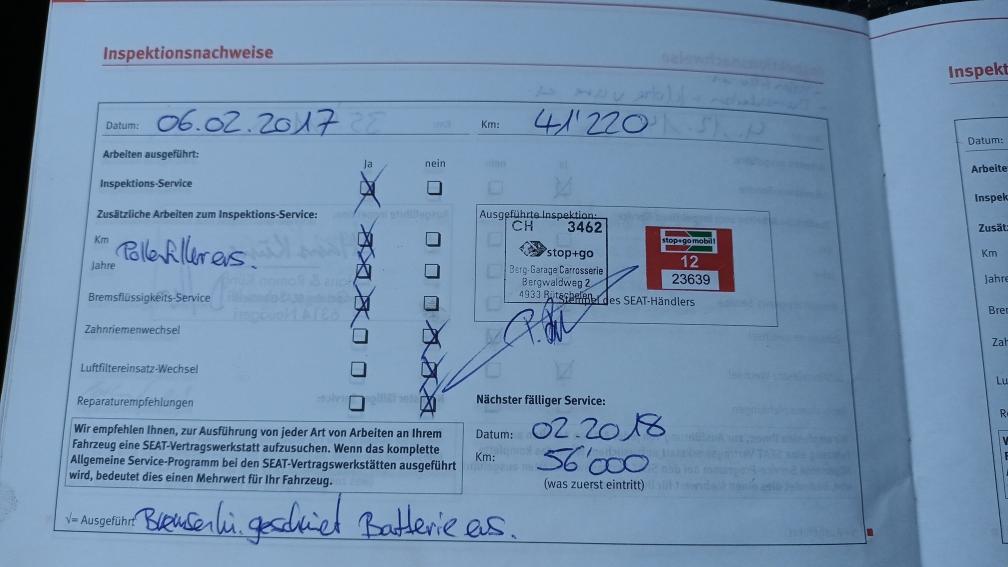 Inspektionsnachweise
Datum: 06.02.2017 Km: 41'220
Arbeiten ausgeführt:
Ja nein
Inspektions-Service
Zusätzliche Arbeiten zum Inspektions-Service:
Km
Pollenfilter ers.
Jahre
Bremsflüssigkeits-Service
Zahnriemenwechsel
Luftfiltereinsatz-Wechsel
Reparaturempfehlungen
Ausgeführte Inspektion:
CH 3462
stop+go
Berg-Garage Carrosserie
Bergwaldweg 2
4933 Rütschelen
stop+go mobil!
12
23639
Stempel des SEAT-Händlers
Wir empfehlen Ihnen, zur Ausführung von jeder Art von Arbeiten an Ihrem
Fahrzeug eine SEAT-Vertragswerkstatt aufzusuchen. Wenn das komplette
Allgemeine Service-Programm bei den SEAT-Vertragswerkstätten ausgeführt
wird, bedeutet dies einen Mehrwert für Ihr Fahrzeug.
Nächster fälliger Service:
Datum: 02.2018
Km: 56'000
(was zuerst eintritt)
√= Ausgeführt Bremsen hi. Batterie ers.
Inspekt
Datum:
Arbeite
Inspek
Zusät
Km
Jahre
Bren
Zah
Lu